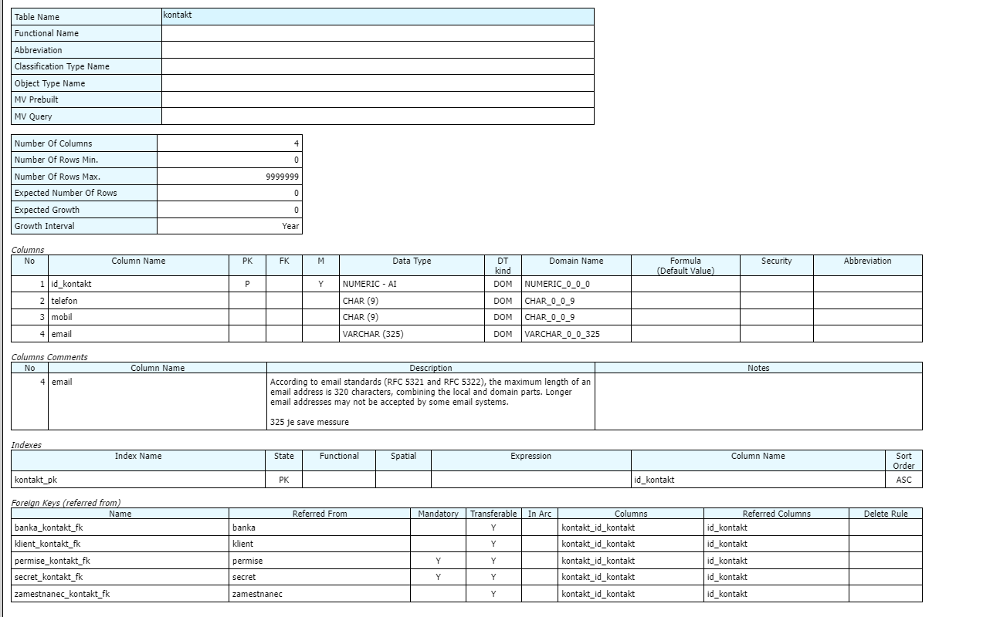 Table Name kontakt
Functional Name
Abbreviation
Classification Type Name
Object Type Name
MV Prebuilt
MV Query
Number Of Columns 4
Number Of Rows Min. 0
Number Of Rows Max. 9999999
Expected Number Of Rows 0
Expected Growth 0
Growth Interval Year
Columns
No Column Name PK FK M Data Type DT kind Domain Name Formula (Default Value) Security Abbreviation
1 id_kontakt P Y NUMERIC - AI DOM NUMERIC_0_0_0
2 telefon CHAR (9) DOM CHAR_0_0_9
3 mobil CHAR (9) DOM CHAR_0_0_9
4 email VARCHAR (325) DOM VARCHAR_0_0_325
Columns Comments
No Column Name Description Notes
4 email According to email standards (RFC 5321 and RFC 5322), the maximum length of an
email address is 320 characters, combining the local and domain parts. Longer
email addresses may not be accepted by some email systems.
325 je save messure
Indexes
Index Name State Functional Spatial Expression Column Name Sort Order
kontakt_pk PK id_kontakt ASC
Foreign Keys (referred from)
Name Referred From Mandatory Transferable In Arc Columns Referred Columns Delete Rule
banka_kontakt_fk banka Y kontakt_id_kontakt id_kontakt
klient_kontakt_fk klient Y kontakt_id_kontakt id_kontakt
permise_kontakt_fk permise Y Y kontakt_id_kontakt id_kontakt
secret_kontakt_fk secret Y Y kontakt_id_kontakt id_kontakt
zamestnanec_kontakt_fk zamestnanec Y kontakt_id_kontakt id_kontakt